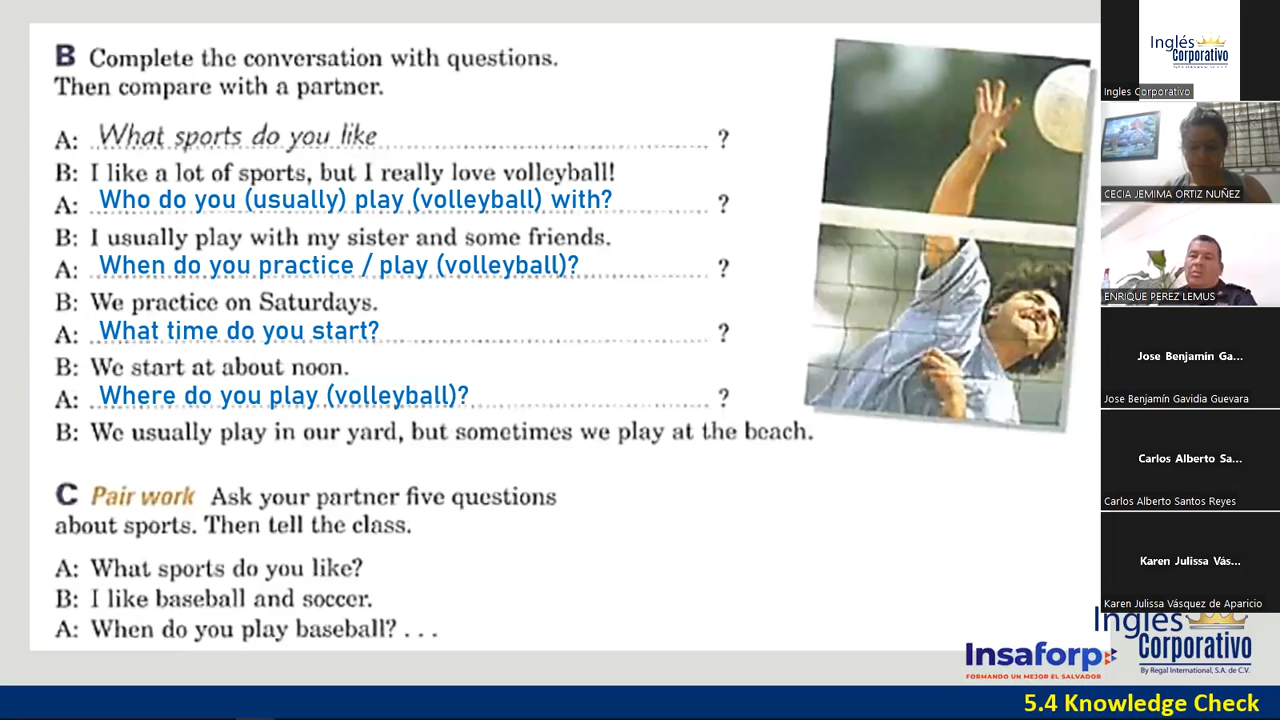 B Complete the conversation with questions.
Then compare with a partner.
A: What sports do you like ?
B: I like a lot of sports, but I really love volleyball!
A: Who do you (usually) play (volleyball) with? ?
B: I usually play with my sister and some friends.
A: When do you practice / play (volleyball)? ?
B: We practice on Saturdays.
A: What time do you start? ?
B: We start at about noon.
A: Where do you play (volleyball)? ?
B: We usually play in our yard, but sometimes we play at the beach.
C Pair work Ask your partner five questions
about sports. Then tell the class.
A: What sports do you like?
B: I like baseball and soccer.
A: When do you play baseball? . . .
Inglés
Corporativo
Ingles Corporativo
CECIA JEMIMA ORTIZ NUÑEZ
ENRIQUE PEREZ LEMUS
Jose Benjamín Ga...
Jose Benjamín Gavidia Guevara
Carlos Alberto Sa...
Carlos Alberto Santos Reyes
Karen Julissa Vás...
Karen Julissa Vásquez de Aparicio
Insaforp
FORMANDO UN MEJOR EL SALVADOR
Inglés
Corporativo
By Regal International, S.A. de C.V.
5.4 Knowledge Check